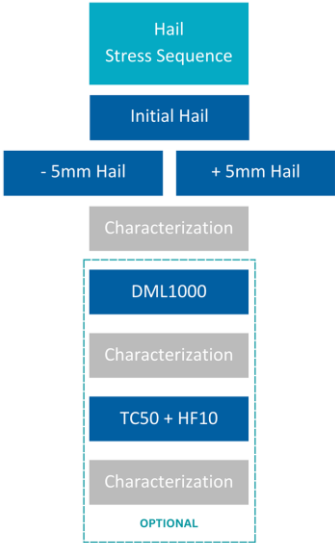 Hail
Stress Sequence
Initial Hail
- 5mm Hail
+ 5mm Hail
Characterization
DML1000
Characterization
TC50 + HF10
Characterization
OPTIONAL